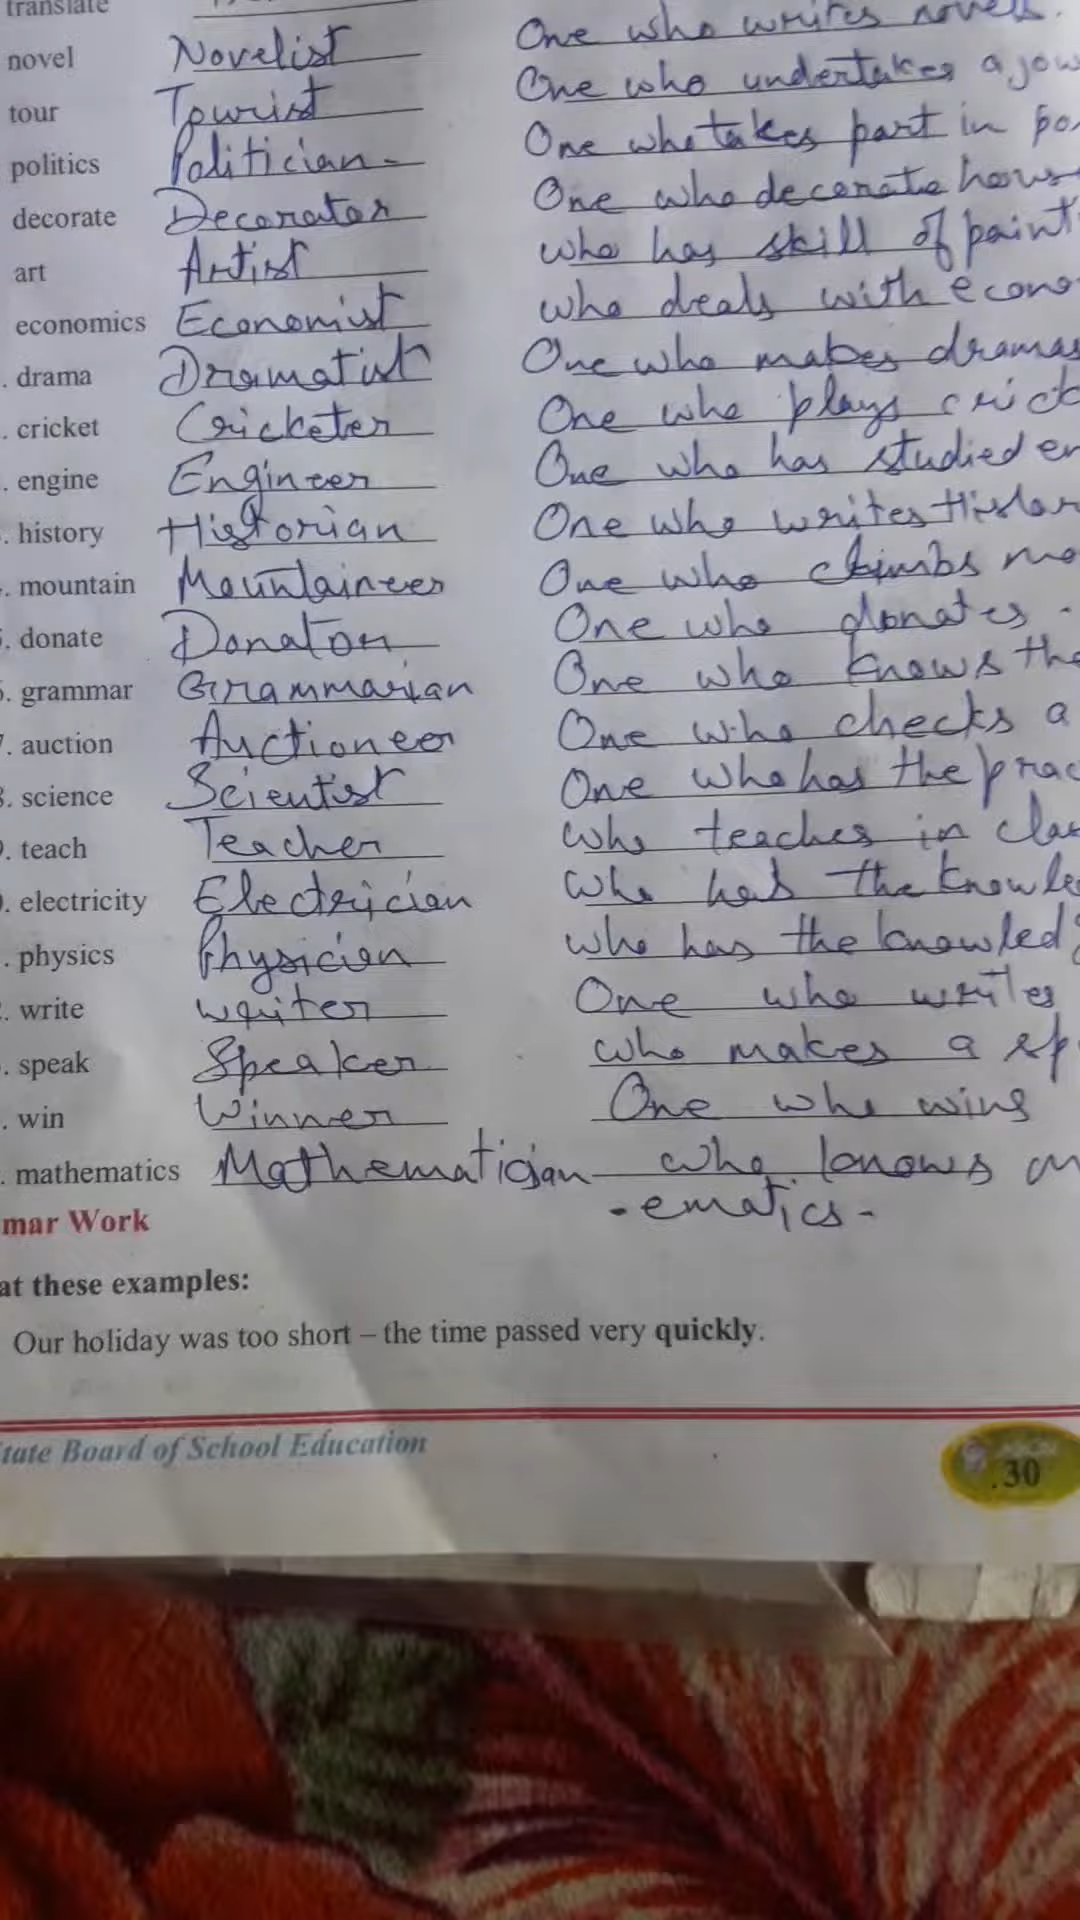 translate
novel Novelist One who writes novels.
tour Tourist One who undertakes a jou
politics Politician- One who takes part in po
decorate Decorator One who decorate hous
art Artist who has skill of paint
economics Economist who deals with econo
. drama Dramatist One who makes dramas
. cricket Cricketer One who plays crick
. engine Engineer One who has studied en
. history Historian One who writes Histor
. mountain Mountaineer One who climbs mo
. donate Donator One who donates -
. grammar Grammarian One who knows the
. auction Auctioneer One who checks a
. science Scientist One who has the prac
. teach Teacher who teaches in clas
. electricity Electrician who has the knowle
. physics Physician who has the knowled
. write writer One who writes
. speak Speaker who makes a sp
. win Winner One who wins
. mathematics Mathematician who knows m
-ematics-
mar Work
at these examples:
Our holiday was too short – the time passed very quickly.
tate Board of School Education
30